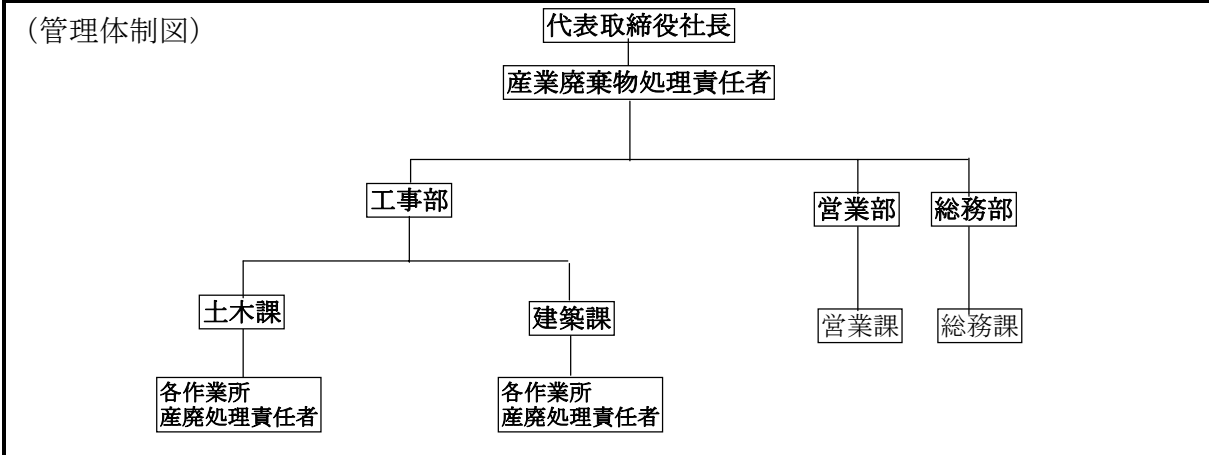 （管理体制図）
代表取締役社長
産業廃棄物処理責任者
工事部
営業部
総務部
土木課
建築課
営業課
総務課
各作業所
産廃処理責任者
各作業所
産廃処理責任者